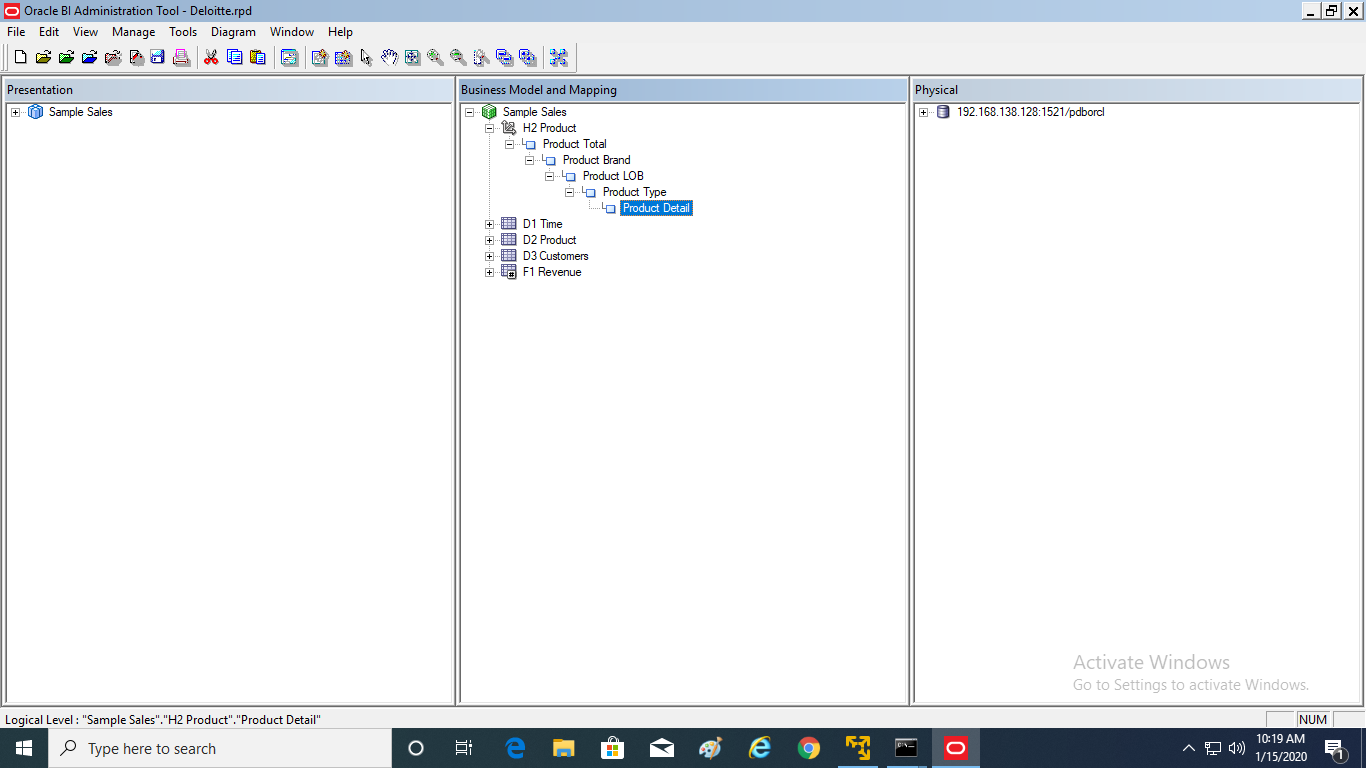 Oracle BI Administration Tool - Deloitte.rpd
File Edit View Manage Tools Diagram Window Help
Presentation
Sample Sales
Business Model and Mapping
Sample Sales
H2 Product
Product Total
Product Brand
Product LOB
Product Type
Product Detail
D1 Time
D2 Product
D3 Customers
F1 Revenue
Physical
192.168.138.128:1521/pdborcl
Activate Windows
Go to Settings to activate Windows.
Logical Level : "Sample Sales"."H2 Product"."Product Detail"
NUM
Type here to search
10:19 AM
1/15/2020
1